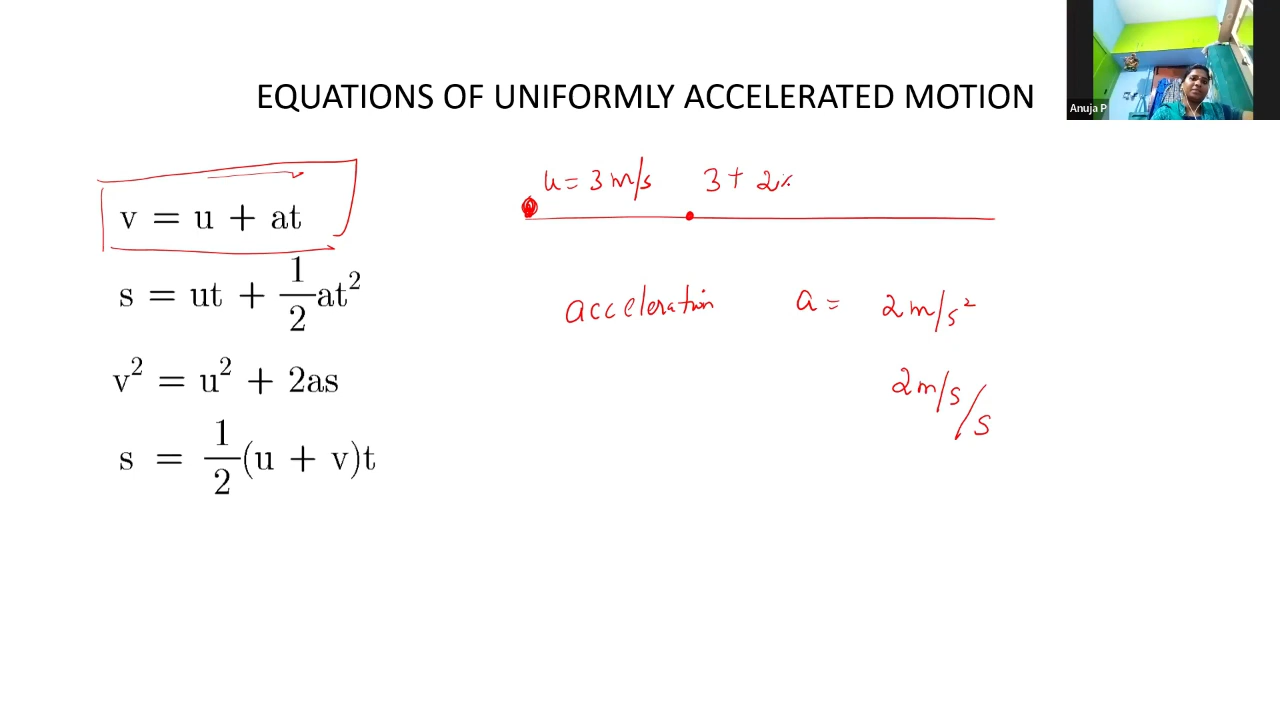 EQUATIONS OF UNIFORMLY ACCELERATED MOTION
Anuja P
v = u + at
s = ut + 1/2 at²
v² = u² + 2as
s = 1/2 (u + v)t
u = 3 m/s 3 + 2×
acceleration a = 2 m/s²
2 m/s/s